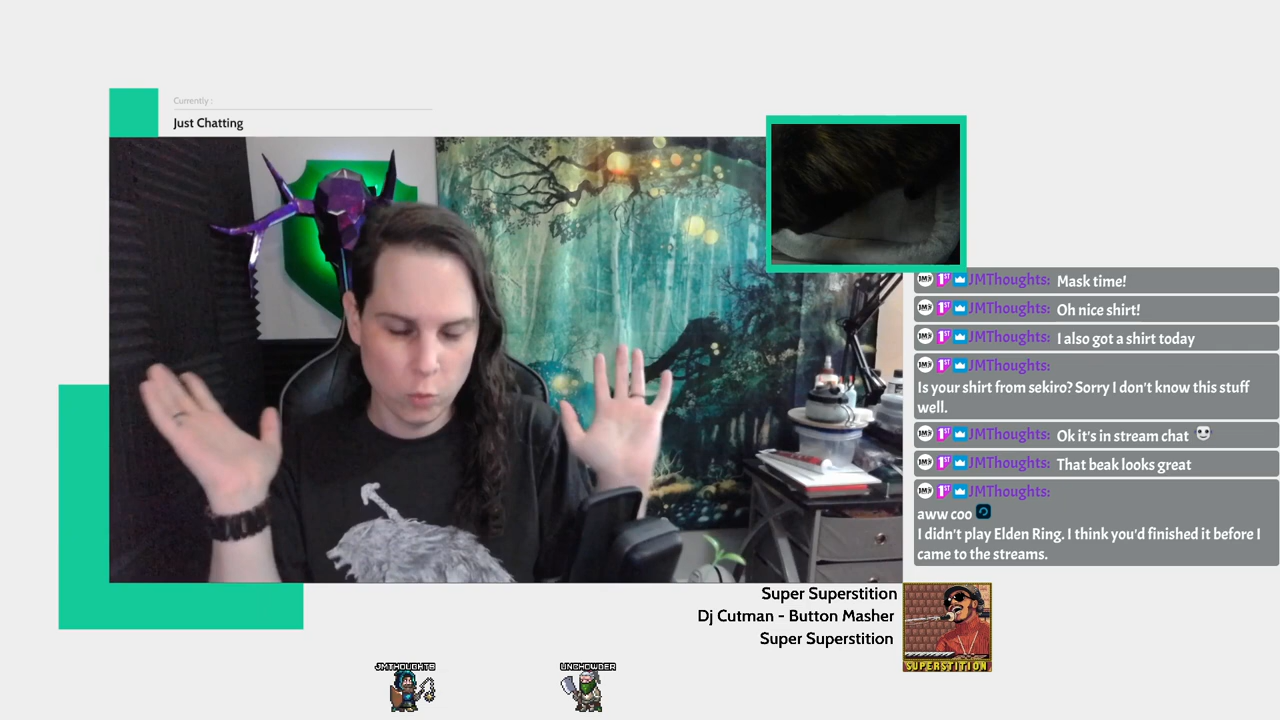 Currently :
Just Chatting
JMThoughts: Mask time!
JMThoughts: Oh nice shirt!
JMThoughts: I also got a shirt today
JMThoughts:
Is your shirt from sekiro? Sorry I don't know this stuff
well.
JMThoughts: Ok it's in stream chat
JMThoughts: That beak looks great
JMThoughts:
aww coo
I didn't play Elden Ring. I think you'd finished it before I
came to the streams.
Super Superstition
Dj Cutman - Button Masher
Super Superstition
SUPERSTITION
JMTHOUGHTS
UNCHOWDER